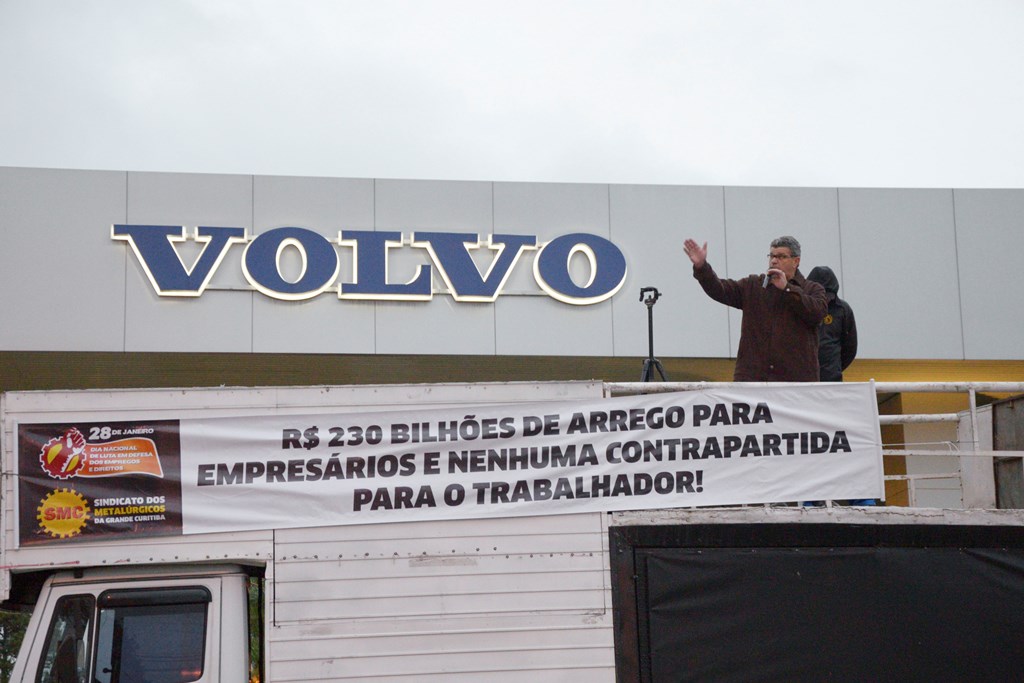 VOLVO
28 DE JANEIRO
DIA NACIONAL
DE LUTA EM DEFESA
DOS EMPREGOS
E DIREITOS
SMC
SINDICATO DOS
METALÚRGICOS
DA GRANDE CURITIBA
R$ 230 BILHÕES DE ARREGO PARA
EMPRESÁRIOS E NENHUMA CONTRAPARTIDA
PARA O TRABALHADOR!